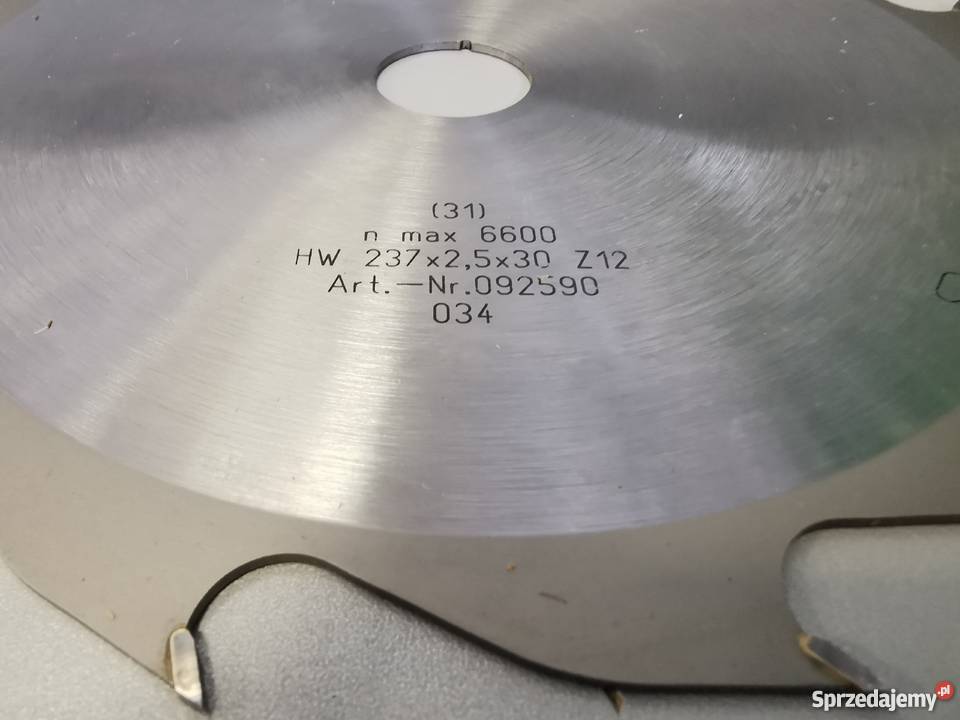 (31)
n max 6600
HW 237x2,5x30 Z12
Art.—Nr.092590
034
Sprzedajemy.pl